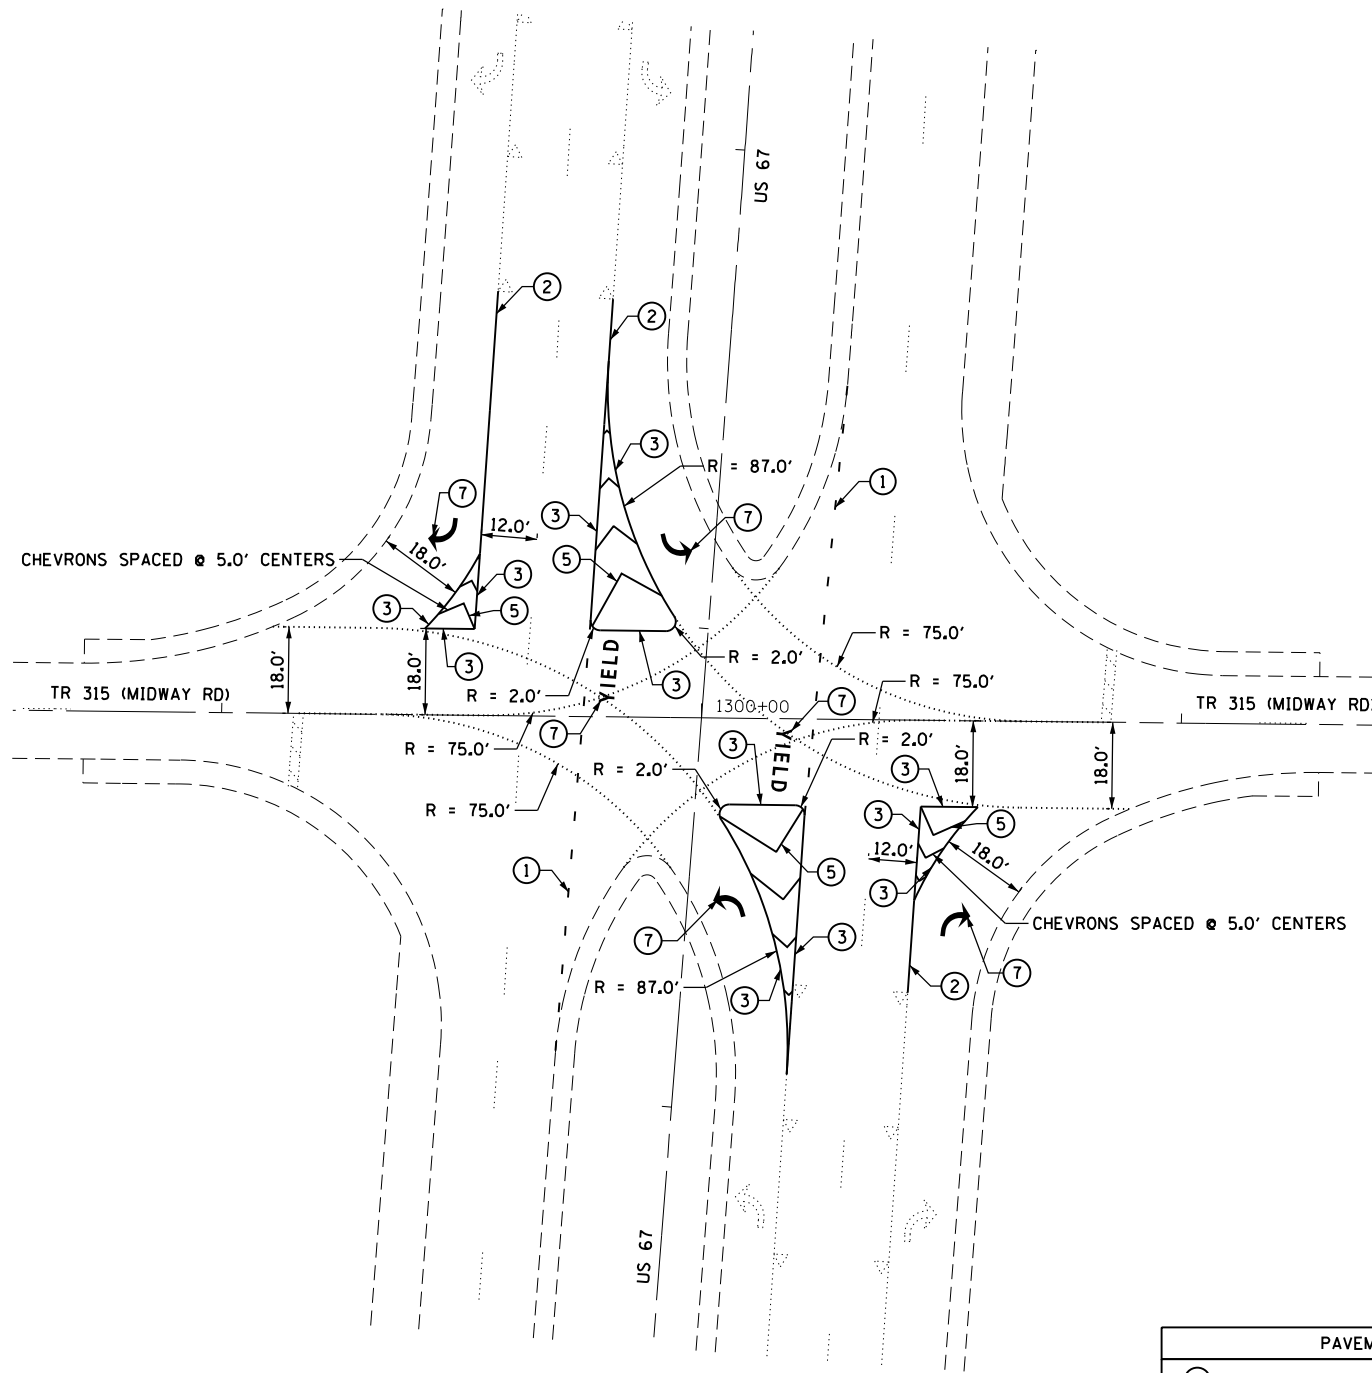 US 67
2
2
3
R = 87.0'
1
7
7
3
12.0'
18.0'
CHEVRONS SPACED @ 5.0' CENTERS
5
3
3
5
R = 75.0'
18.0'
18.0'
3
YIELD
R = 2.0'
3
R = 75.0'
TR 315 (MIDWAY RD)
R = 2.0'
7
1300+00
TR 315 (MIDWAY RD)
7
3
YIELD
R = 2.0'
R = 75.0'
R = 2.0'
3
18.0'
18.0'
R = 75.0'
3
5
12.0'
18.0'
1
5
3
CHEVRONS SPACED @ 5.0' CENTERS
7
3
7
R = 87.0'
3
2
US 67
PAVEM